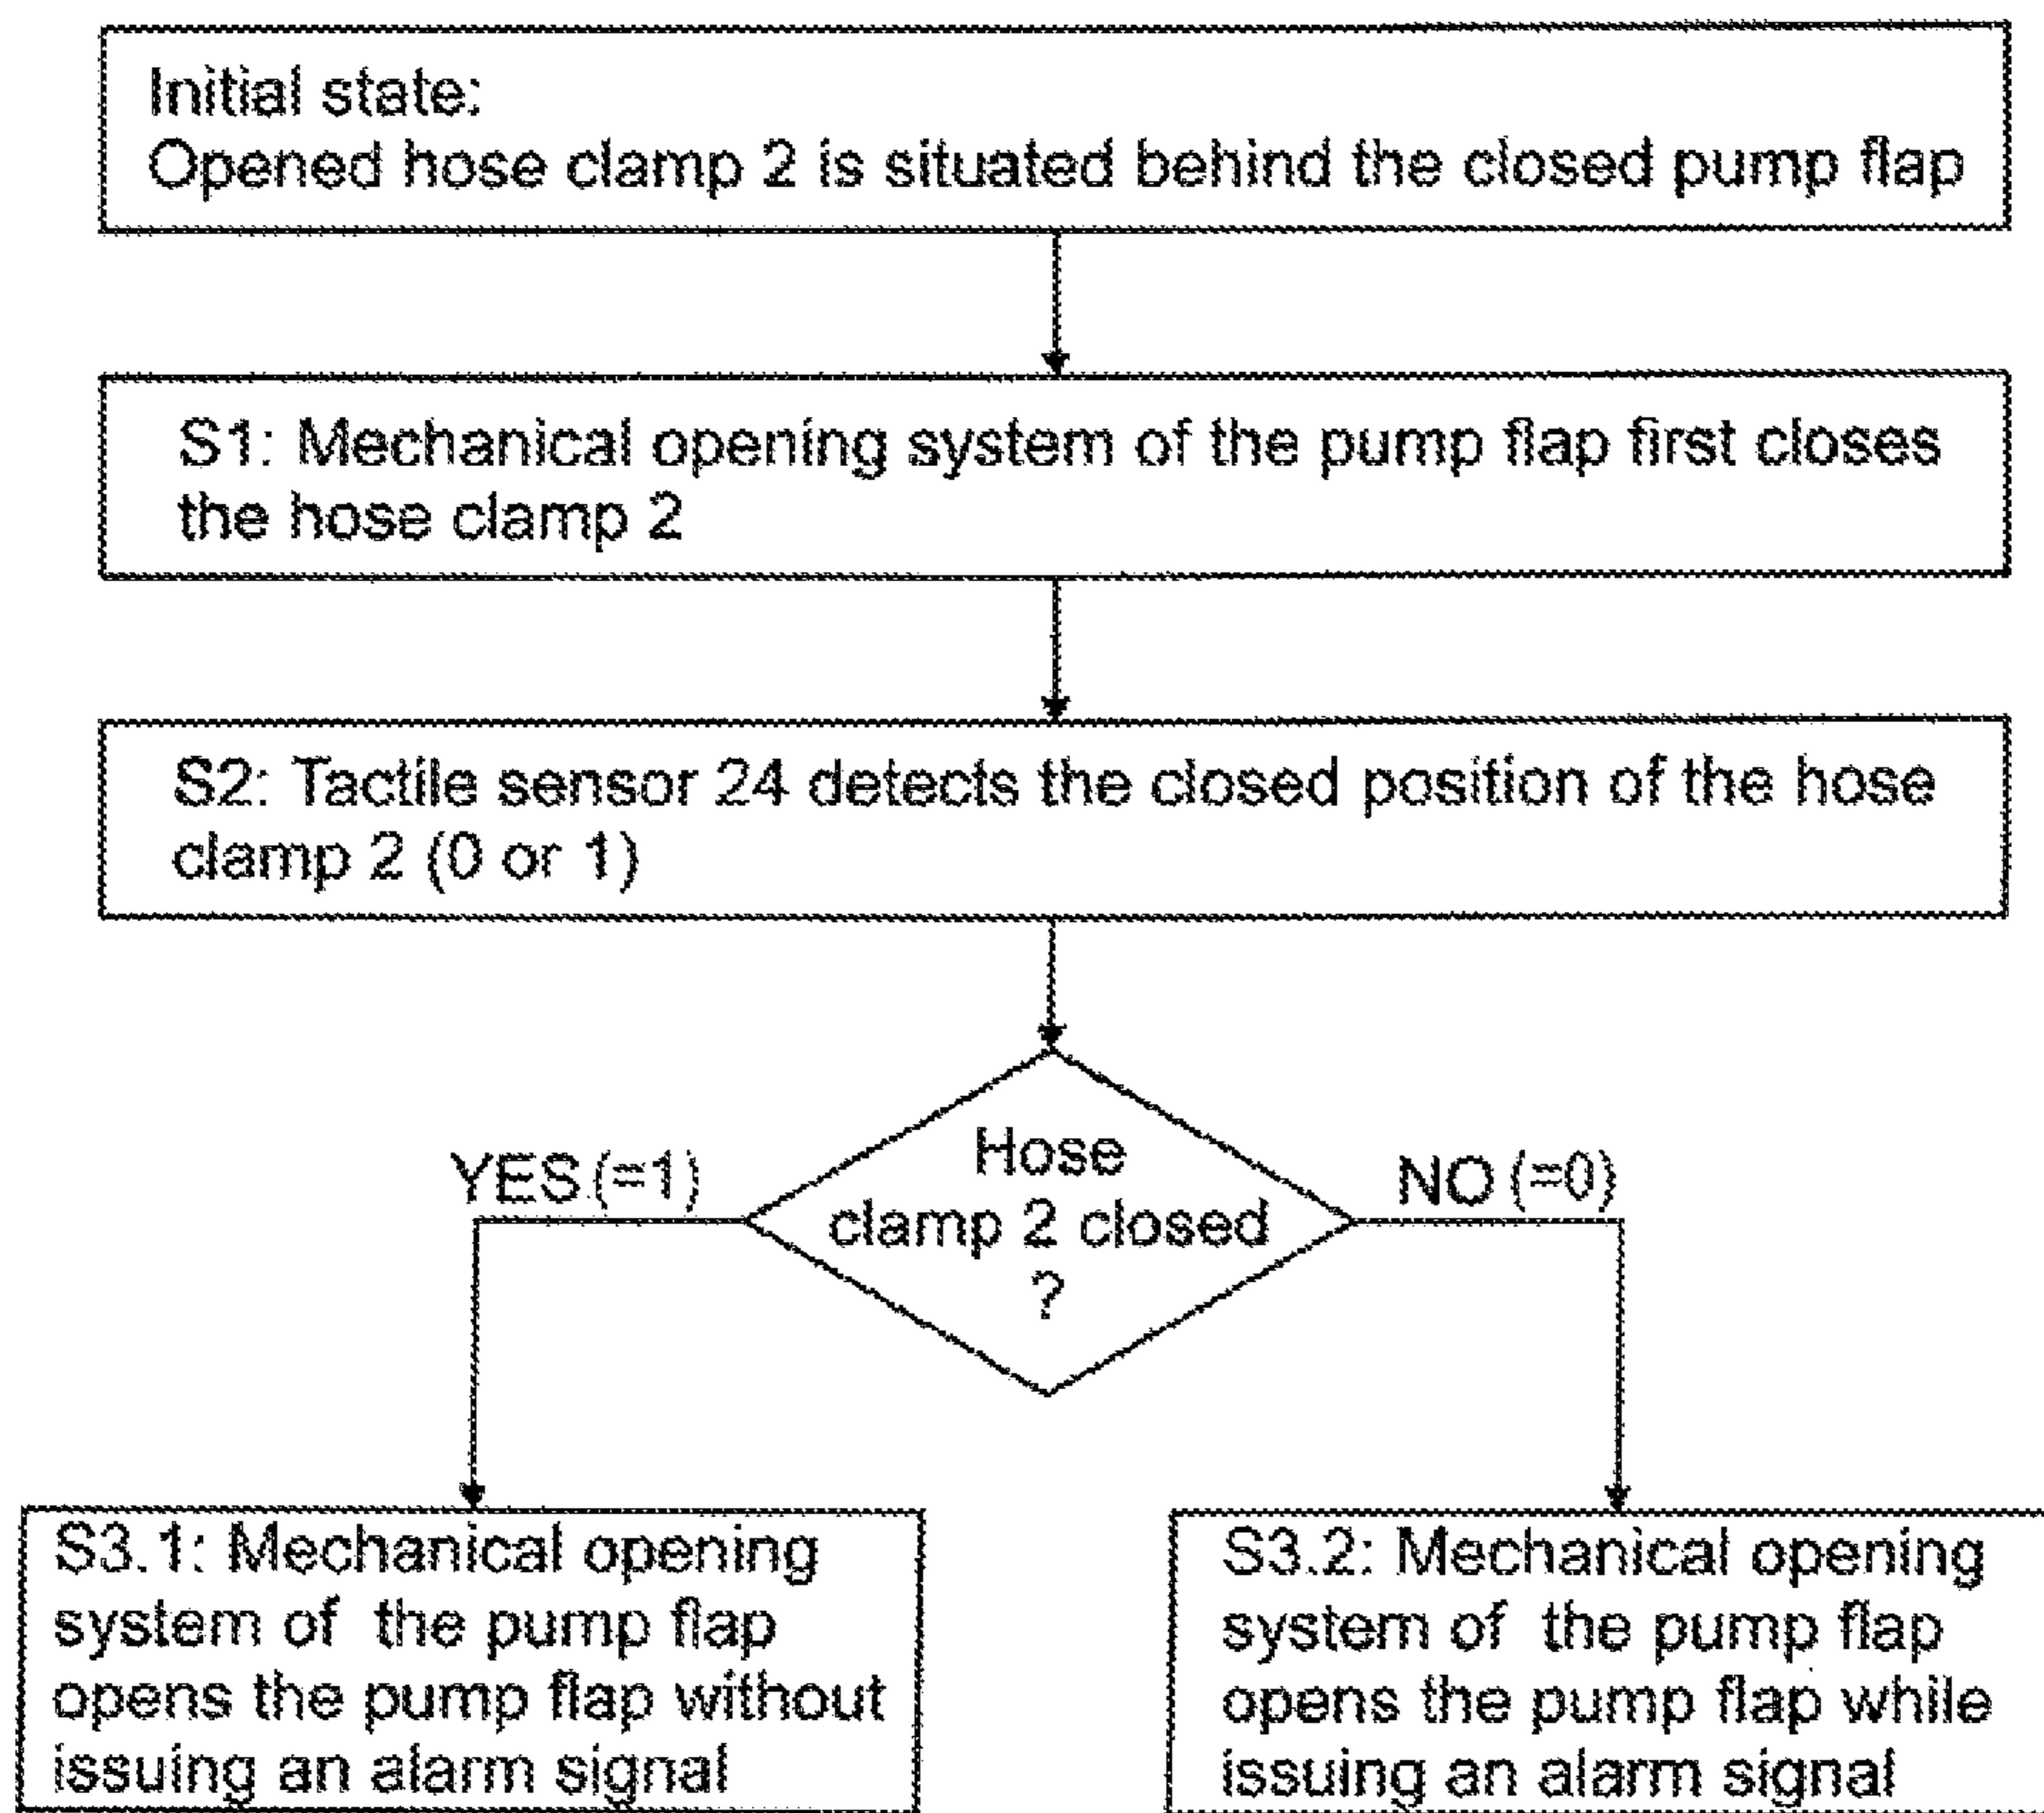 Initial state:
Opened hose clamp 2 is situated behind the closed pump flap
S1: Mechanical opening system of the pump flap first closes
the hose clamp 2
S2: Tactile sensor 24 detects the closed position of the hose
clamp 2 (0 or 1)
Hose
clamp 2 closed
?
YES (=1)
NO (=0)
S3.1: Mechanical opening
system of the pump flap
opens the pump flap without
issuing an alarm signal
S3.2: Mechanical opening
system of the pump flap
opens the pump flap while
issuing an alarm signal